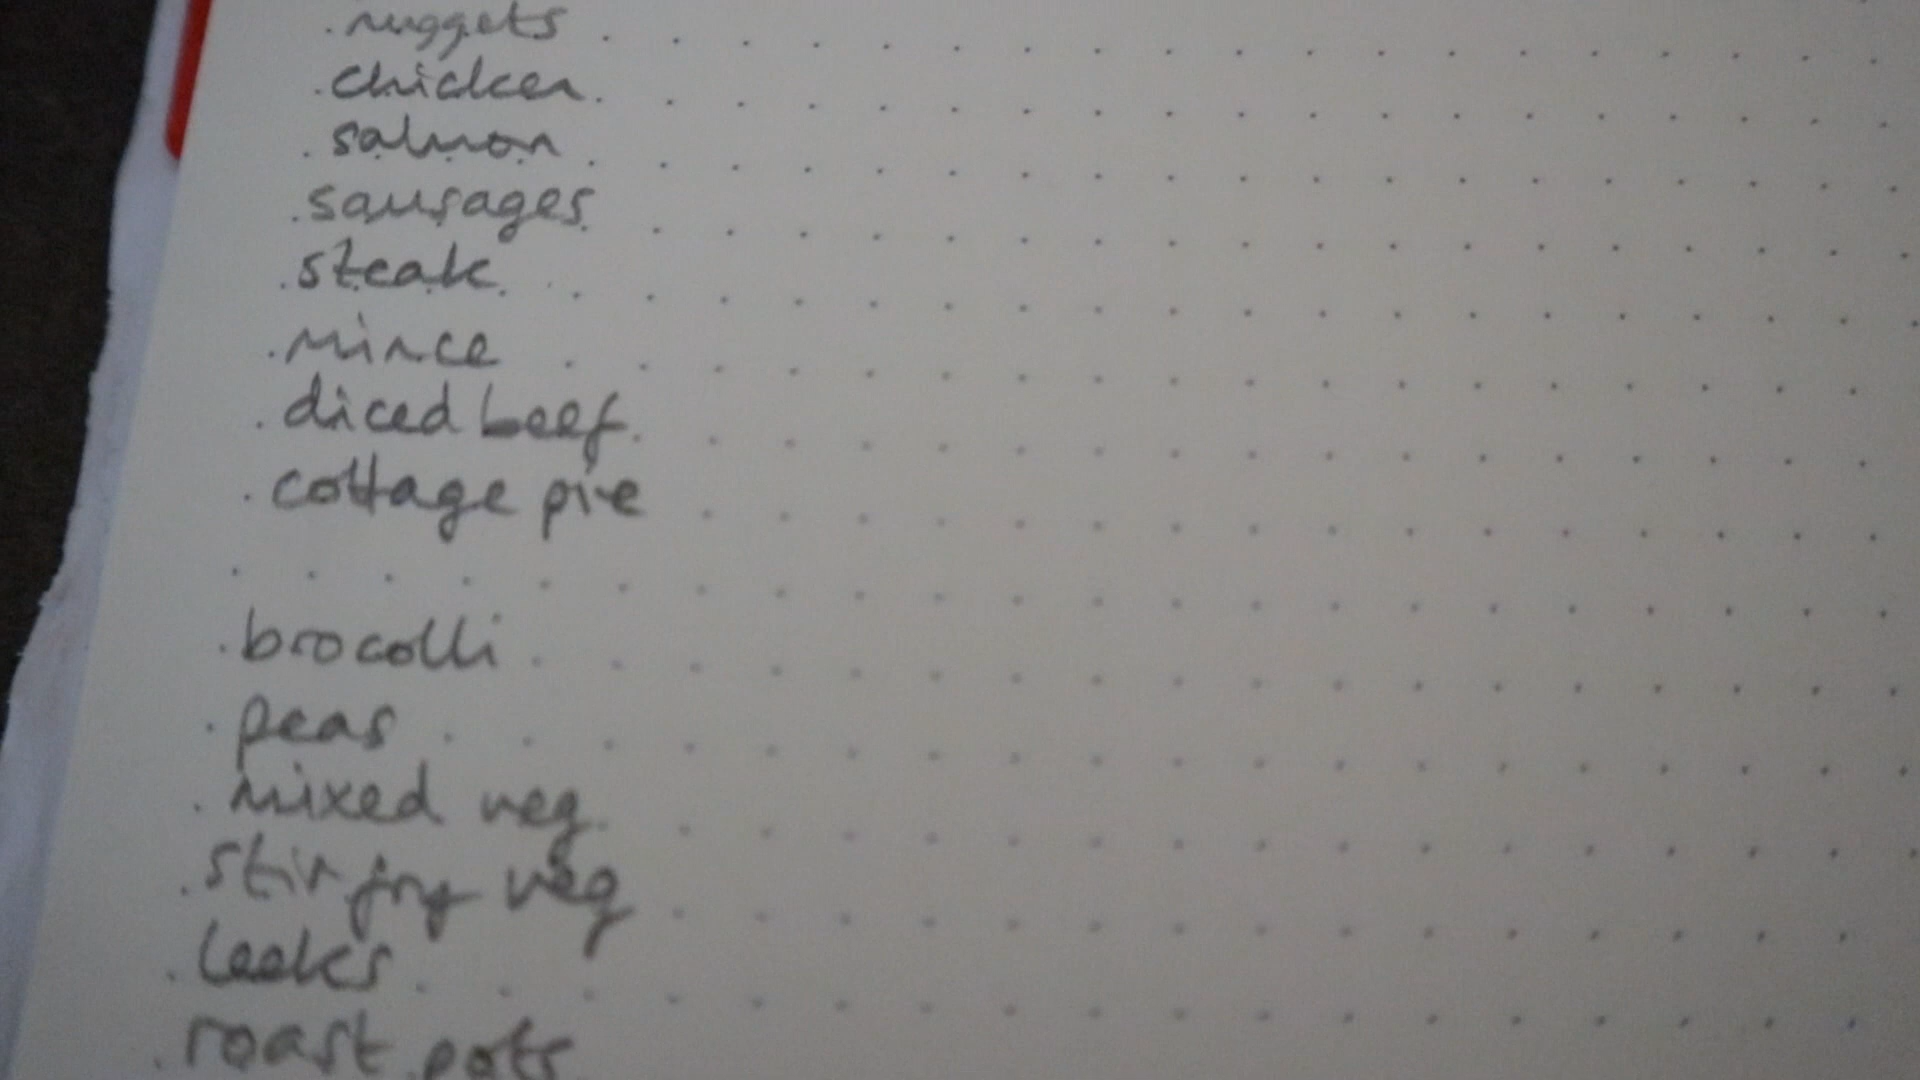 nuggets
chicken
salmon
sausages
steak
mince
diced beef
cottage pie
brocolli
peas
mixed veg
stir fry veg
leeks
roast pots